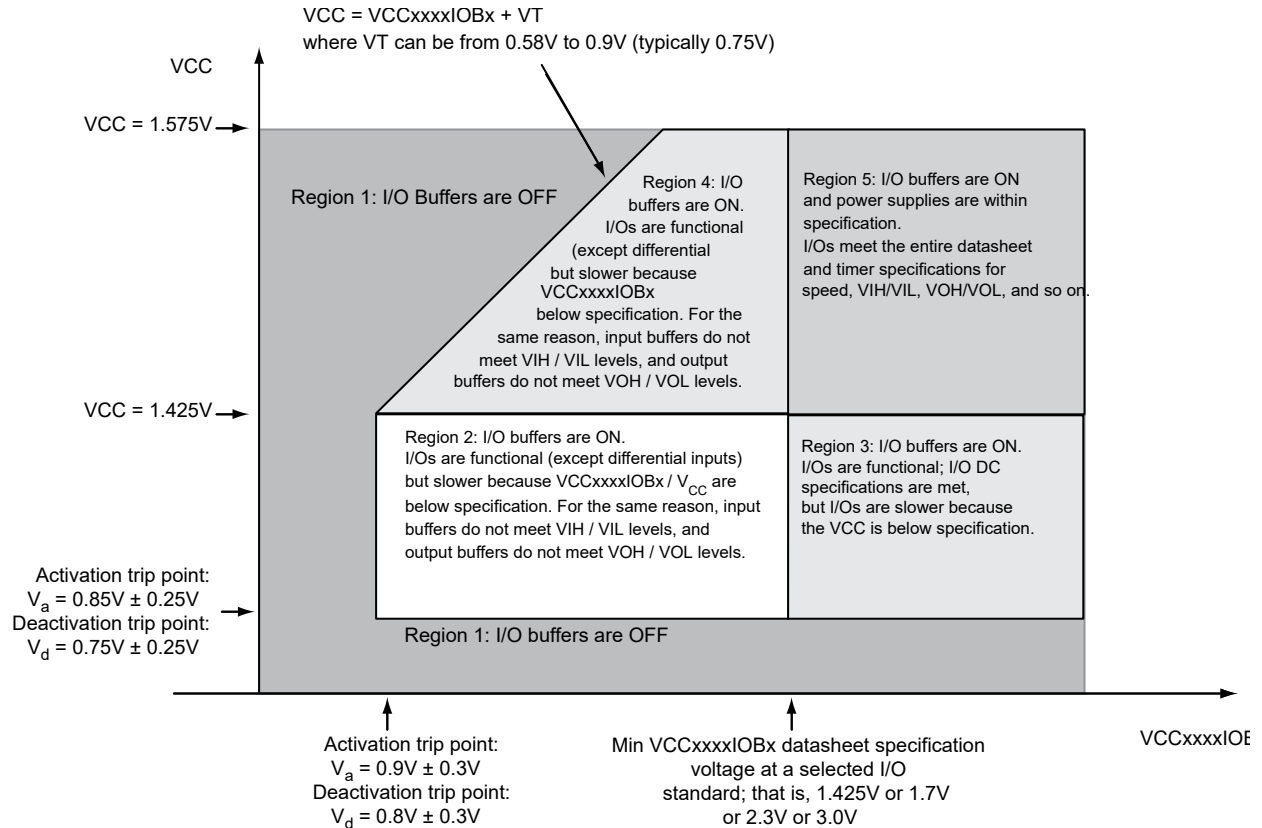 VCC = VCCxxxxIOBx + VT
where VT can be from 0.58V to 0.9V (typically 0.75V)
VCC
VCC = 1.575V
Region 1: I/O Buffers are OFF
Region 4: I/O
buffers are ON.
I/Os are functional
(except differential
but slower because
VCCxxxxIOBx
below specification. For the
same reason, input buffers do not
meet VIH / VIL levels, and output
buffers do not meet VOH / VOL levels.
Region 5: I/O buffers are ON
and power supplies are within
specification.
I/Os meet the entire datasheet
and timer specifications for
speed, VIH/VIL, VOH/VOL, and so on.
VCC = 1.425V
Region 2: I/O buffers are ON.
I/Os are functional (except differential inputs)
but slower because VCCxxxxIOBx / VCC are
below specification. For the same reason, input
buffers do not meet VIH / VIL levels, and
output buffers do not meet VOH / VOL levels.
Region 3: I/O buffers are ON.
I/Os are functional; I/O DC
specifications are met,
but I/Os are slower because
the VCC is below specification.
Activation trip point:
Va = 0.85V ± 0.25V
Deactivation trip point:
Vd = 0.75V ± 0.25V
Region 1: I/O buffers are OFF
Activation trip point:
Va = 0.9V ± 0.3V
Deactivation trip point:
Vd = 0.8V ± 0.3V
Min VCCxxxxIOBx datasheet specification
voltage at a selected I/O
standard; that is, 1.425V or 1.7V
or 2.3V or 3.0V